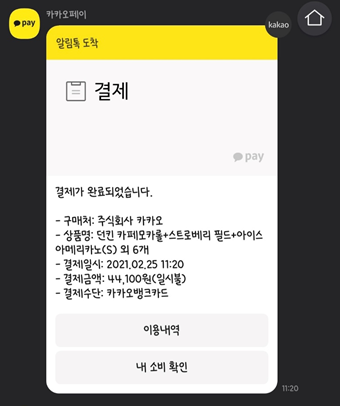 pay
카카오페이
kakao
알림톡 도착
결제
pay
결제가 완료되었습니다.
- 구매처: 주식회사 카카오
- 상품명: 던킨 카페모카롤+스트로베리 필드+아이스
아메리카노(S) 외 6개
- 결제일시: 2021.02.25 11:20
- 결제금액: 44,100원(일시불)
- 결제수단: 카카오뱅크카드
이용내역
내 소비 확인
11:20